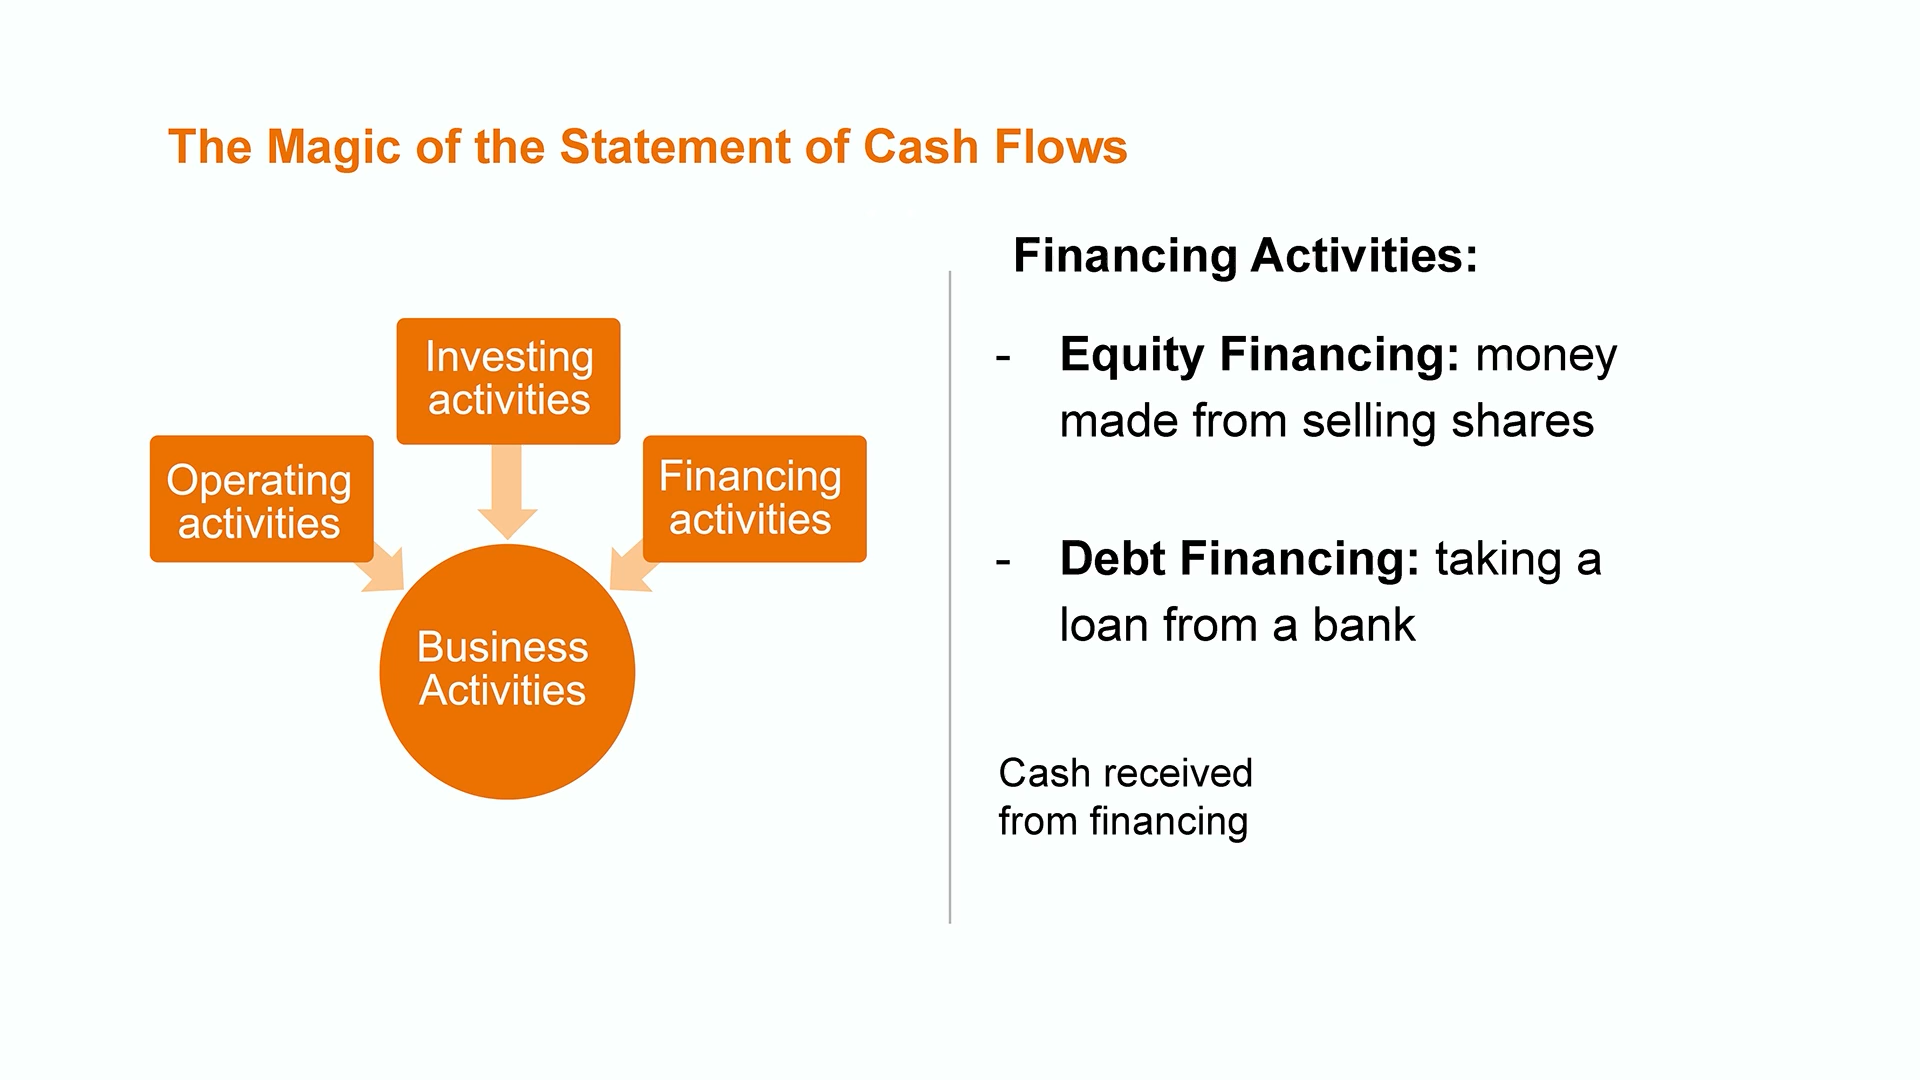 The Magic of the Statement of Cash Flows
Investing
activities
Operating
activities
Financing
activities
Business
Activities
Financing Activities:
- Equity Financing: money
made from selling shares
- Debt Financing: taking a
loan from a bank
Cash received
from financing